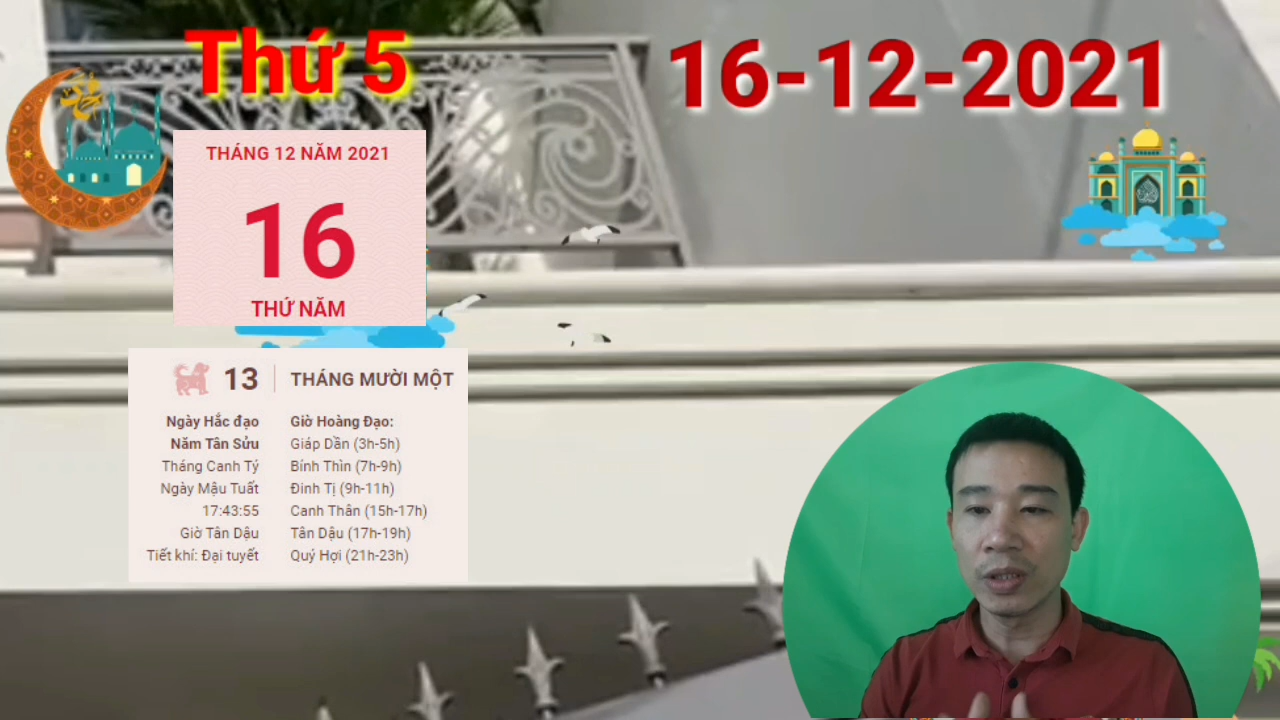 Thứ 5
16-12-2021
THÁNG 12 NĂM 2021
16
THỨ NĂM
13
THÁNG MƯỜI MỘT
Ngày Hắc đạo
Năm Tân Sửu
Tháng Canh Tý
Ngày Mậu Tuất
17:43:55
Giờ Tân Dậu
Tiết khí: Đại tuyết
Giờ Hoàng Đạo:
Giáp Dần (3h-5h)
Bính Thìn (7h-9h)
Đinh Tị (9h-11h)
Canh Thân (15h-17h)
Tân Dậu (17h-19h)
Quý Hợi (21h-23h)